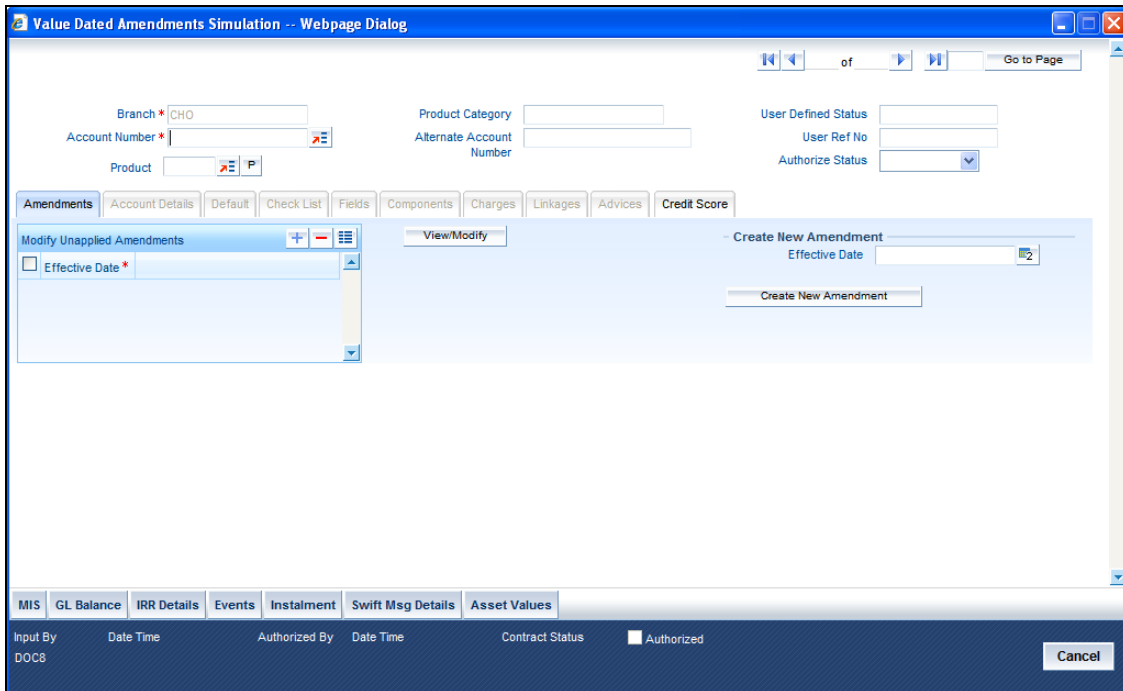 Value Dated Amendments Simulation -- Webpage Dialog
of Go to Page
Branch * CHO Product Category User Defined Status
Account Number * Alternate Account Number User Ref No
Product P Authorize Status
Amendments Account Details Default Check List Fields Components Charges Linkages Advices Credit Score
Modify Unapplied Amendments View/Modify Create New Amendment
Effective Date * Effective Date 2
Create New Amendment
MIS GL Balance IRR Details Events Instalment Swift Msg Details Asset Values
Input By Date Time Authorized By Date Time Contract Status Authorized
DOC8 Cancel